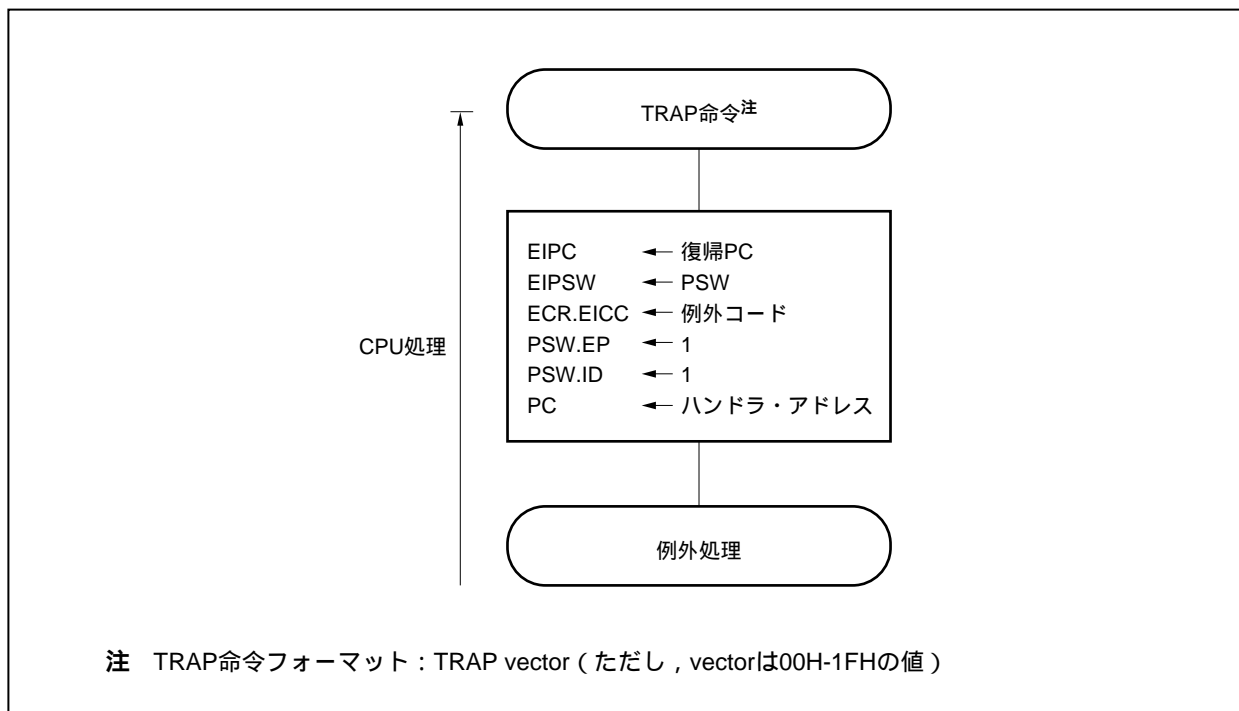 TRAP命令注
CPU処理
EIPC ← 復帰PC
EIPSW ← PSW
ECR.EICC ← 例外コード
PSW.EP ← 1
PSW.ID ← 1
PC ← ハンドラ・アドレス
例外処理
注 TRAP命令フォーマット：TRAP vector（ただし，vectorは00H-1FHの値）